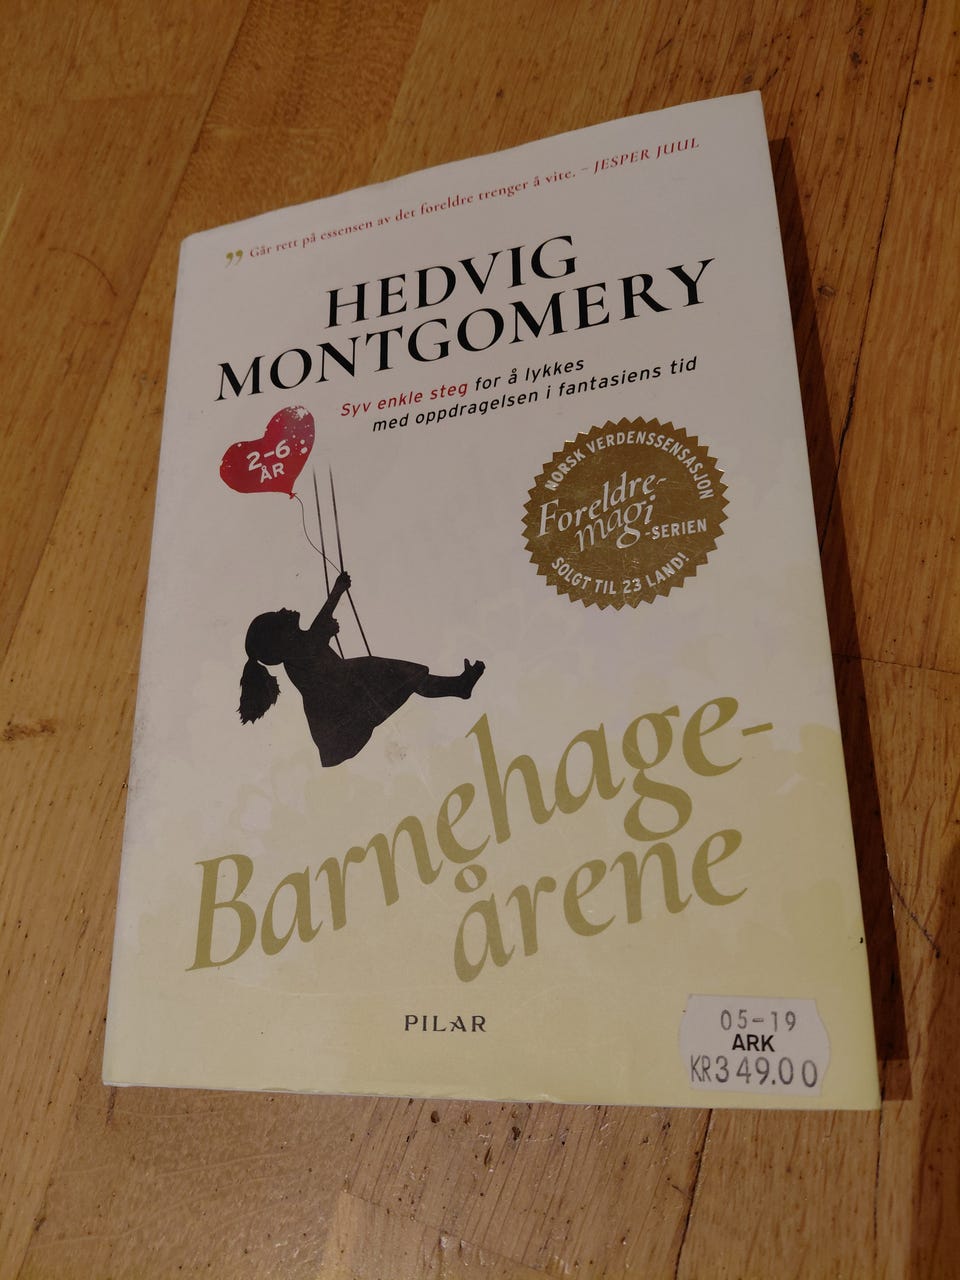 ” Går rett på essensen av det foreldre trenger å vite. – JESPER JUUL
HEDVIG
MONTGOMERY
Syv enkle steg for å lykkes
med oppdragelsen i fantasiens tid
2–6
ÅR
NORSK VERDENSSENSASJON
Foreldre-
magi
-SERIEN
SOLGT TIL 23 LAND!
Barnehage-
årene
PILAR
05-19
ARK
KR349.00